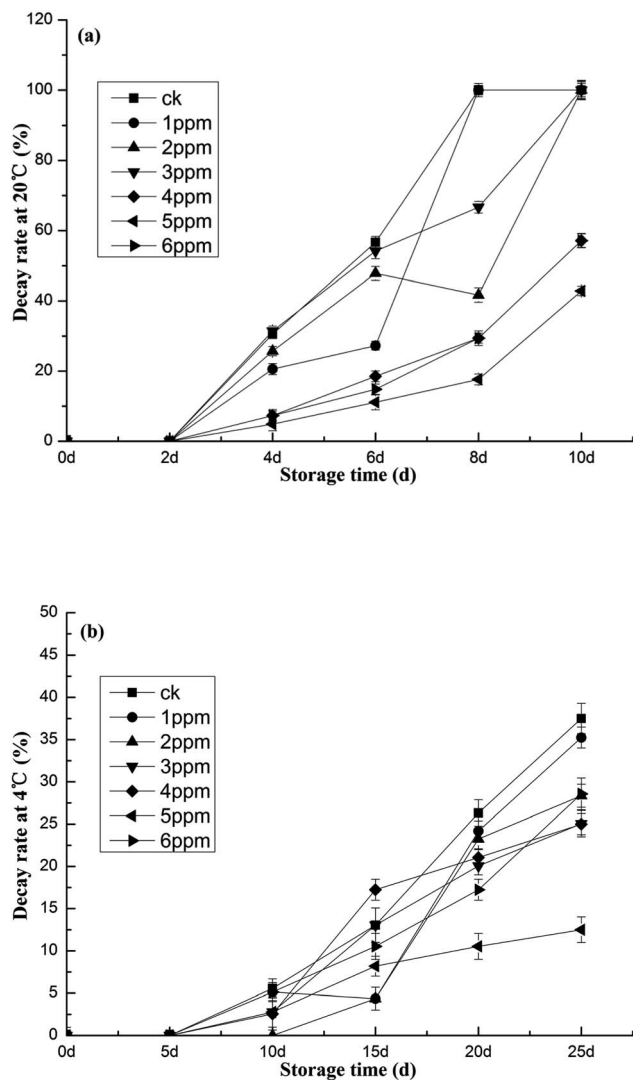 120
(a)
100
80
60
40
20
0
Decay rate at 20℃ (%)
ck
1ppm
2ppm
3ppm
4ppm
5ppm
6ppm
0d 2d 4d 6d 8d 10d
Storage time (d)
50
(b)
45
40
35
30
25
20
15
10
5
0
Decay rate at 4℃ (%)
ck
1ppm
2ppm
3ppm
4ppm
5ppm
6ppm
0d 5d 10d 15d 20d 25d
Storage time (d)